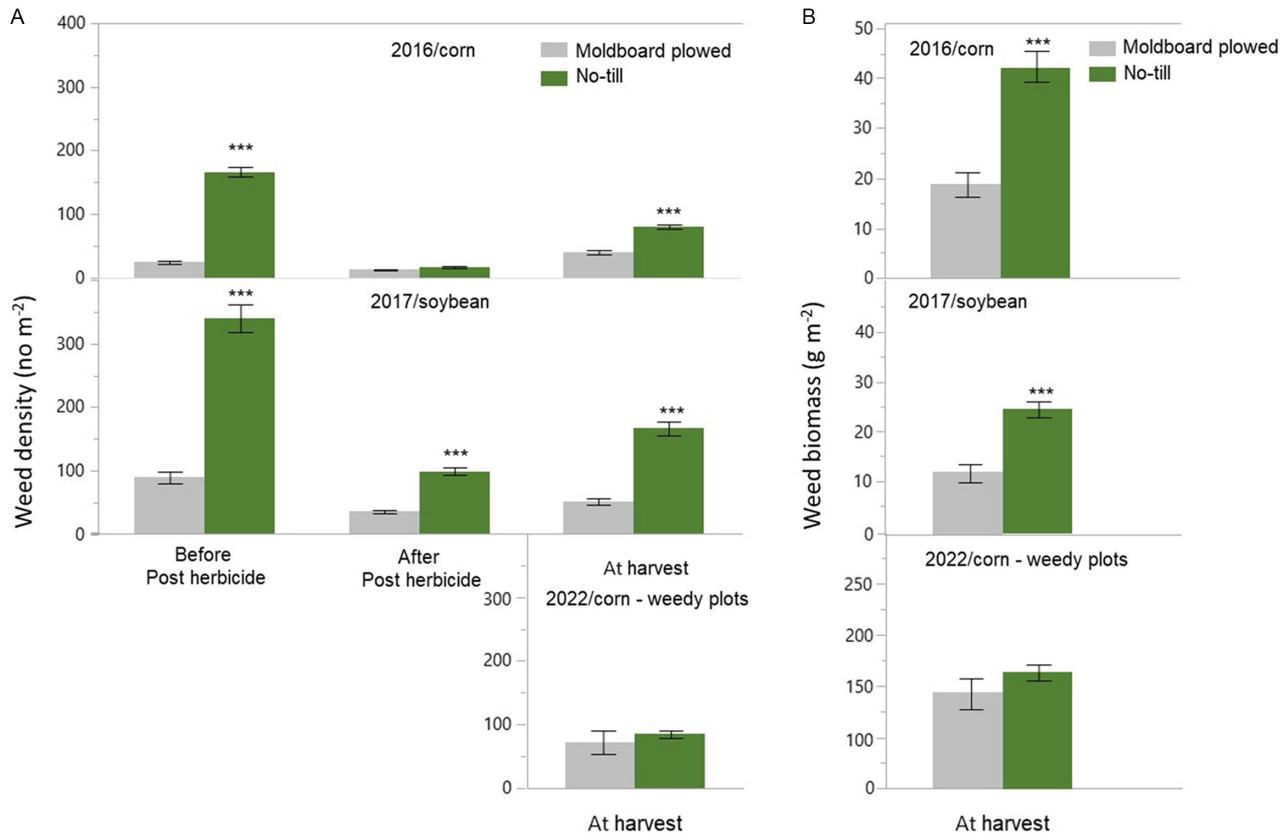 A
400
300
200
100
0
2016/corn
Moldboard plowed
No-till
***
***
Weed density (no m-2)
300
200
100
0
2017/soybean
***
***
***
Before
Post herbicide
After
Post herbicide
At harvest
300
200
100
0
2022/corn - weedy plots
At harvest
B
50
40
30
20
10
0
2016/corn
***
Moldboard plowed
No-till
Weed biomass (g m-2)
2017/soybean
40
30
20
10
0
***
2022/corn - weedy plots
250
200
150
100
0
At harvest